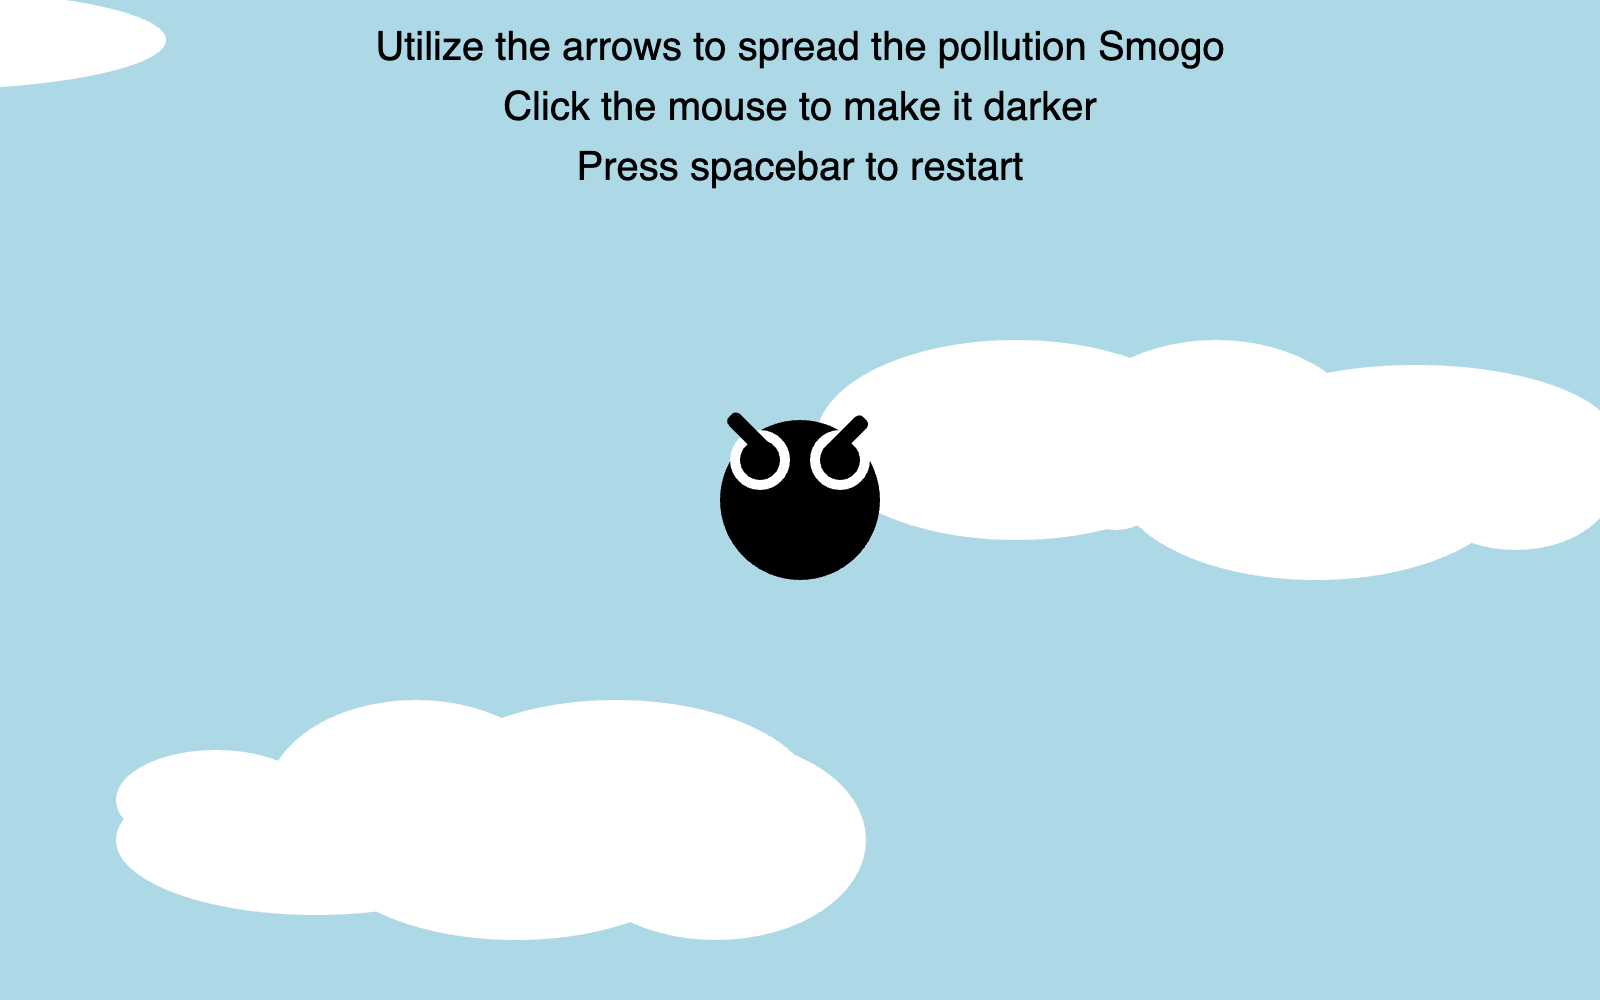 Utilize the arrows to spread the pollution Smogo
Click the mouse to make it darker
Press spacebar to restart